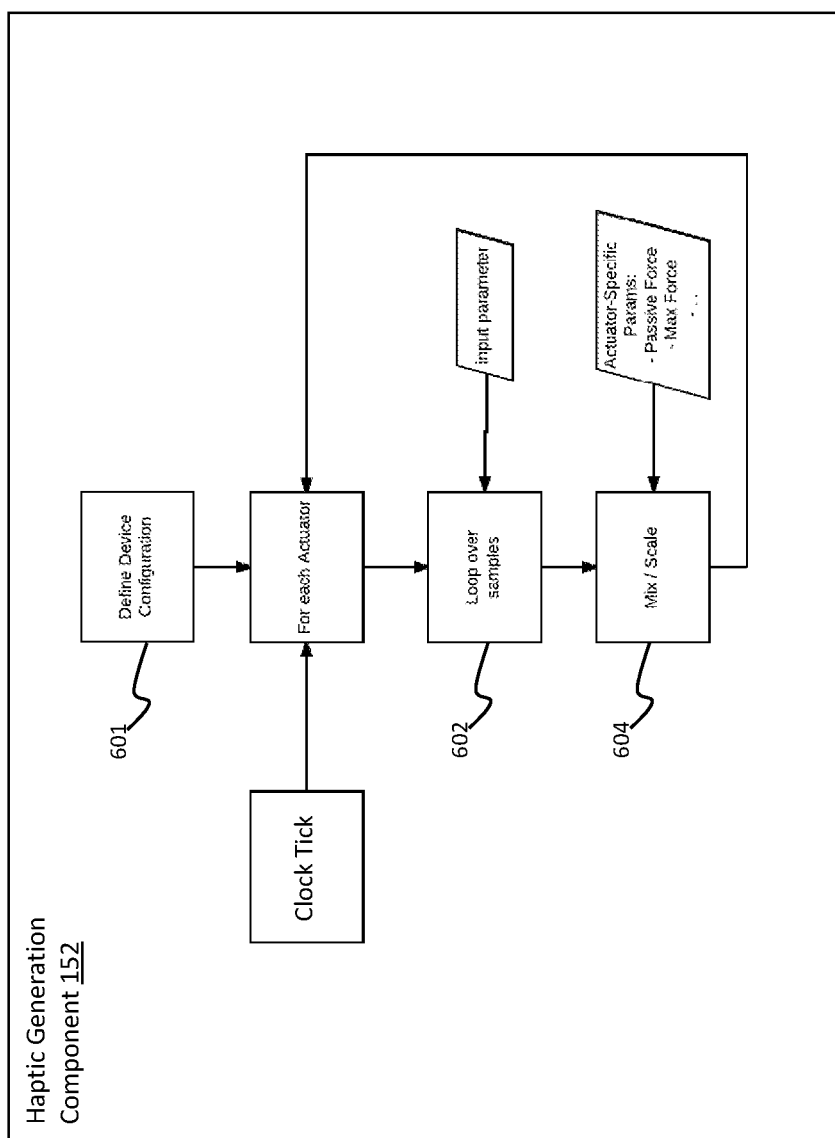 Haptic Generation
Component 152
Define Device
Configuration
601
Clock Tick
For each Actuator
Loop over
samples
602
input parameter
Mix / Scale
604
Actuator-Specific
Params:
- Passive Force
- Max Force
- ...